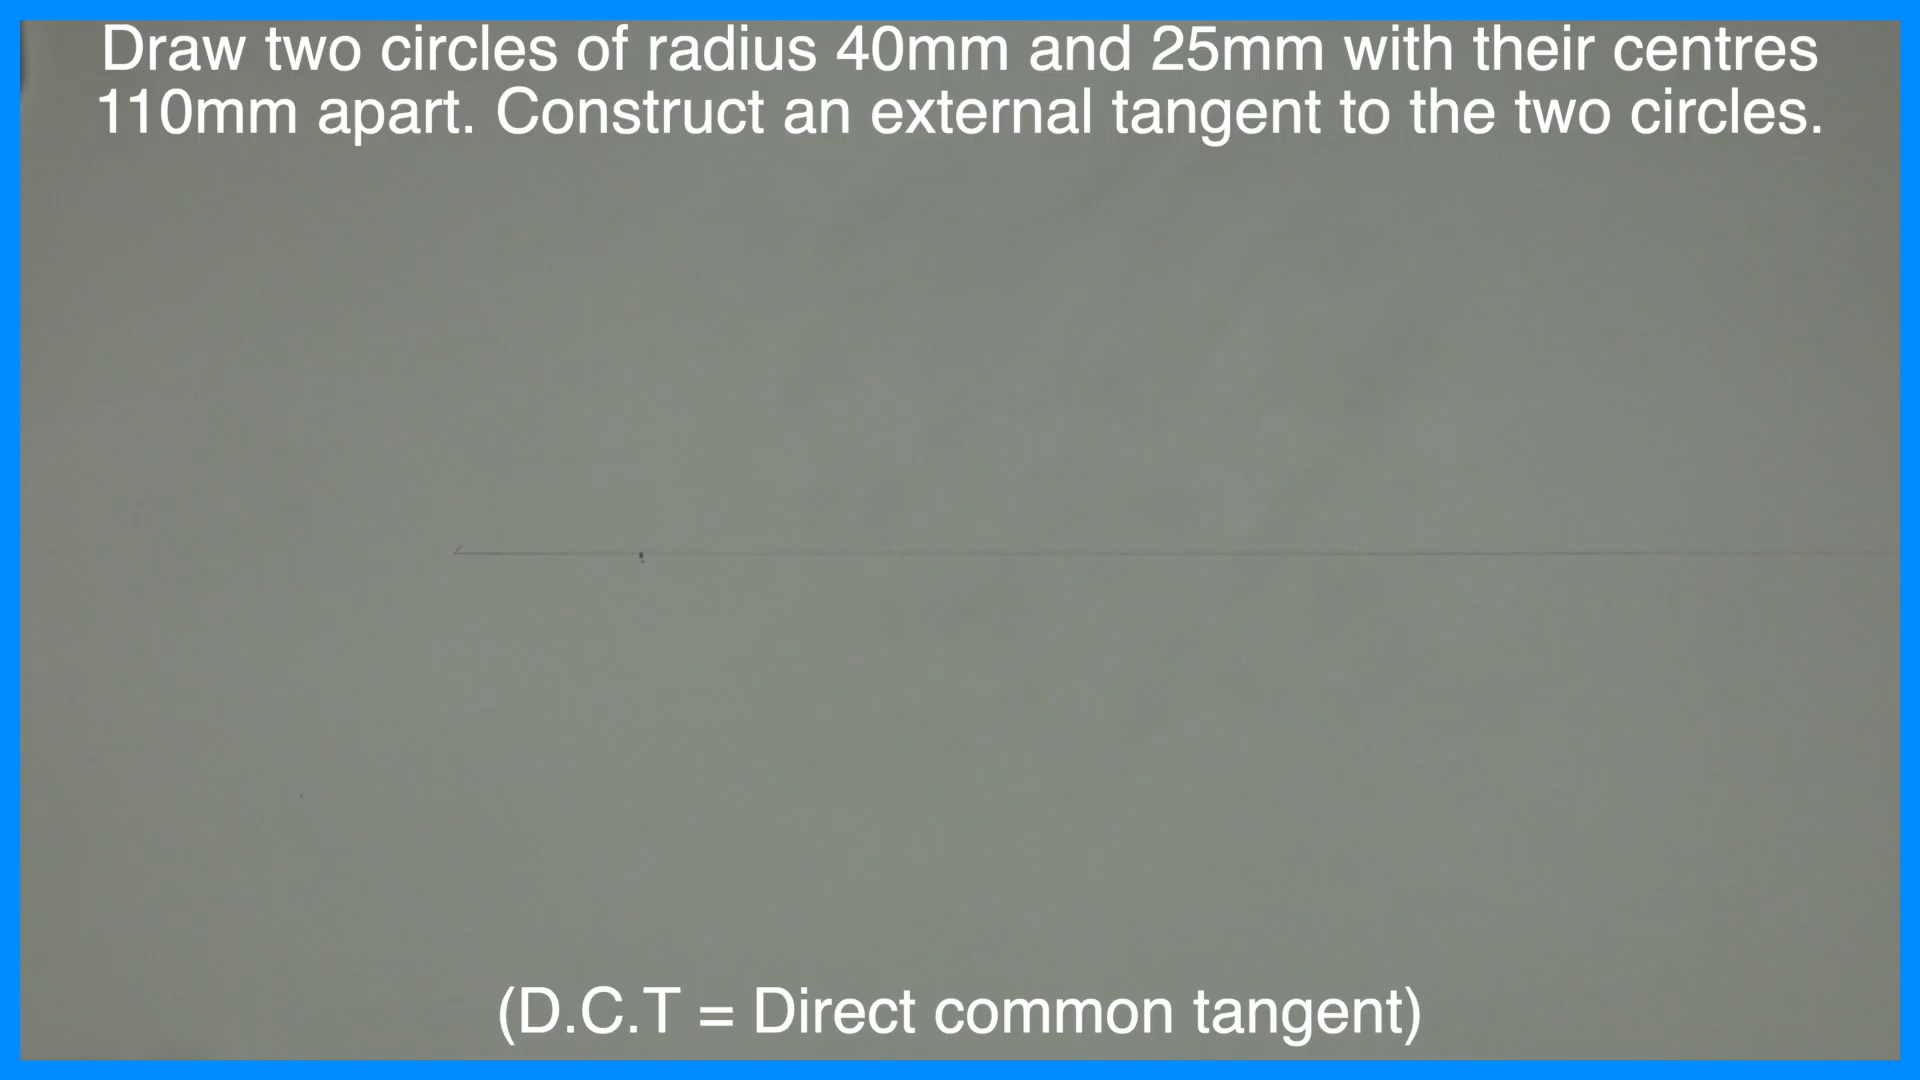 Draw two circles of radius 40mm and 25mm with their centres
110mm apart. Construct an external tangent to the two circles.
(D.C.T = Direct common tangent)